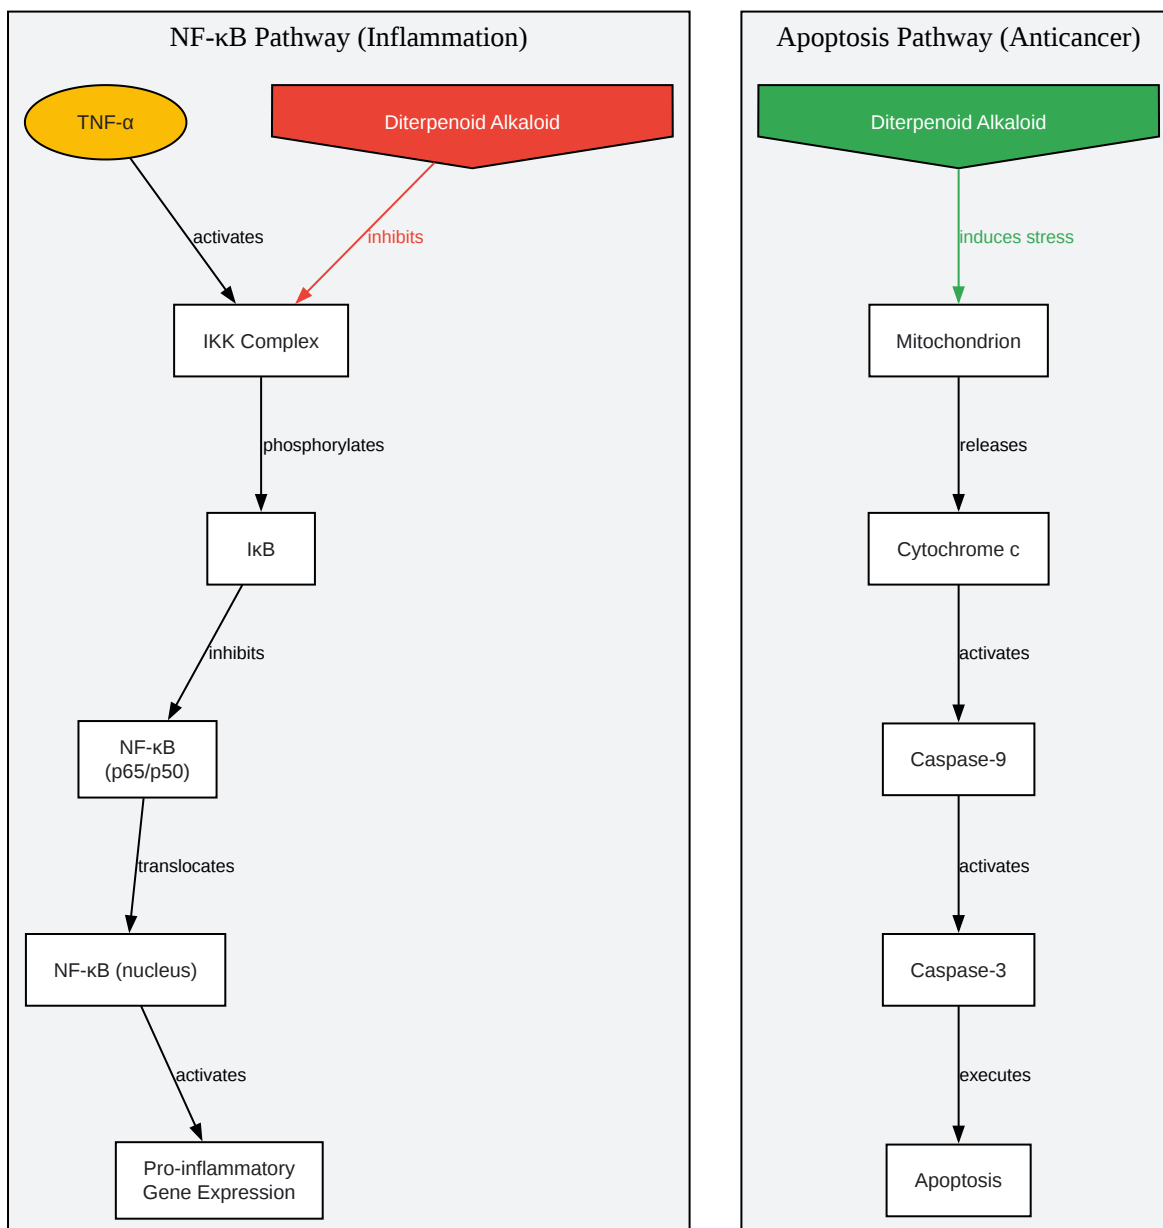 NF-κB Pathway (Inflammation)
TNF-α
Diterpenoid Alkaloid
activates
inhibits
IKK Complex
phosphorylates
IκB
inhibits
NF-κB
(p65/p50)
translocates
NF-κB (nucleus)
activates
Pro-inflammatory
Gene Expression
Apoptosis Pathway (Anticancer)
Diterpenoid Alkaloid
induces stress
Mitochondrion
releases
Cytochrome c
activates
Caspase-9
activates
Caspase-3
executes
Apoptosis